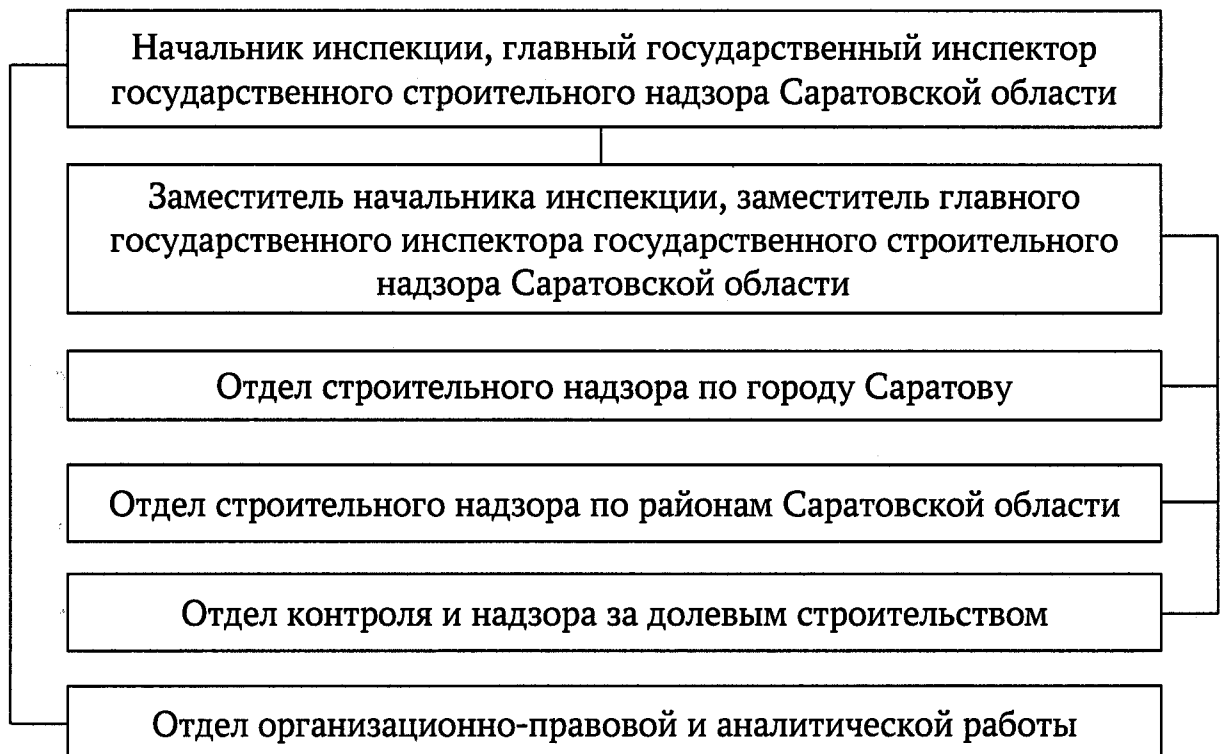 Начальник инспекции, главный государственный инспектор
государственного строительного надзора Саратовской области
Заместитель начальника инспекции, заместитель главного
государственного инспектора государственного строительного
надзора Саратовской области
Отдел строительного надзора по городу Саратову
Отдел строительного надзора по районам Саратовской области
Отдел контроля и надзора за долевым строительством
Отдел организационно-правовой и аналитической работы